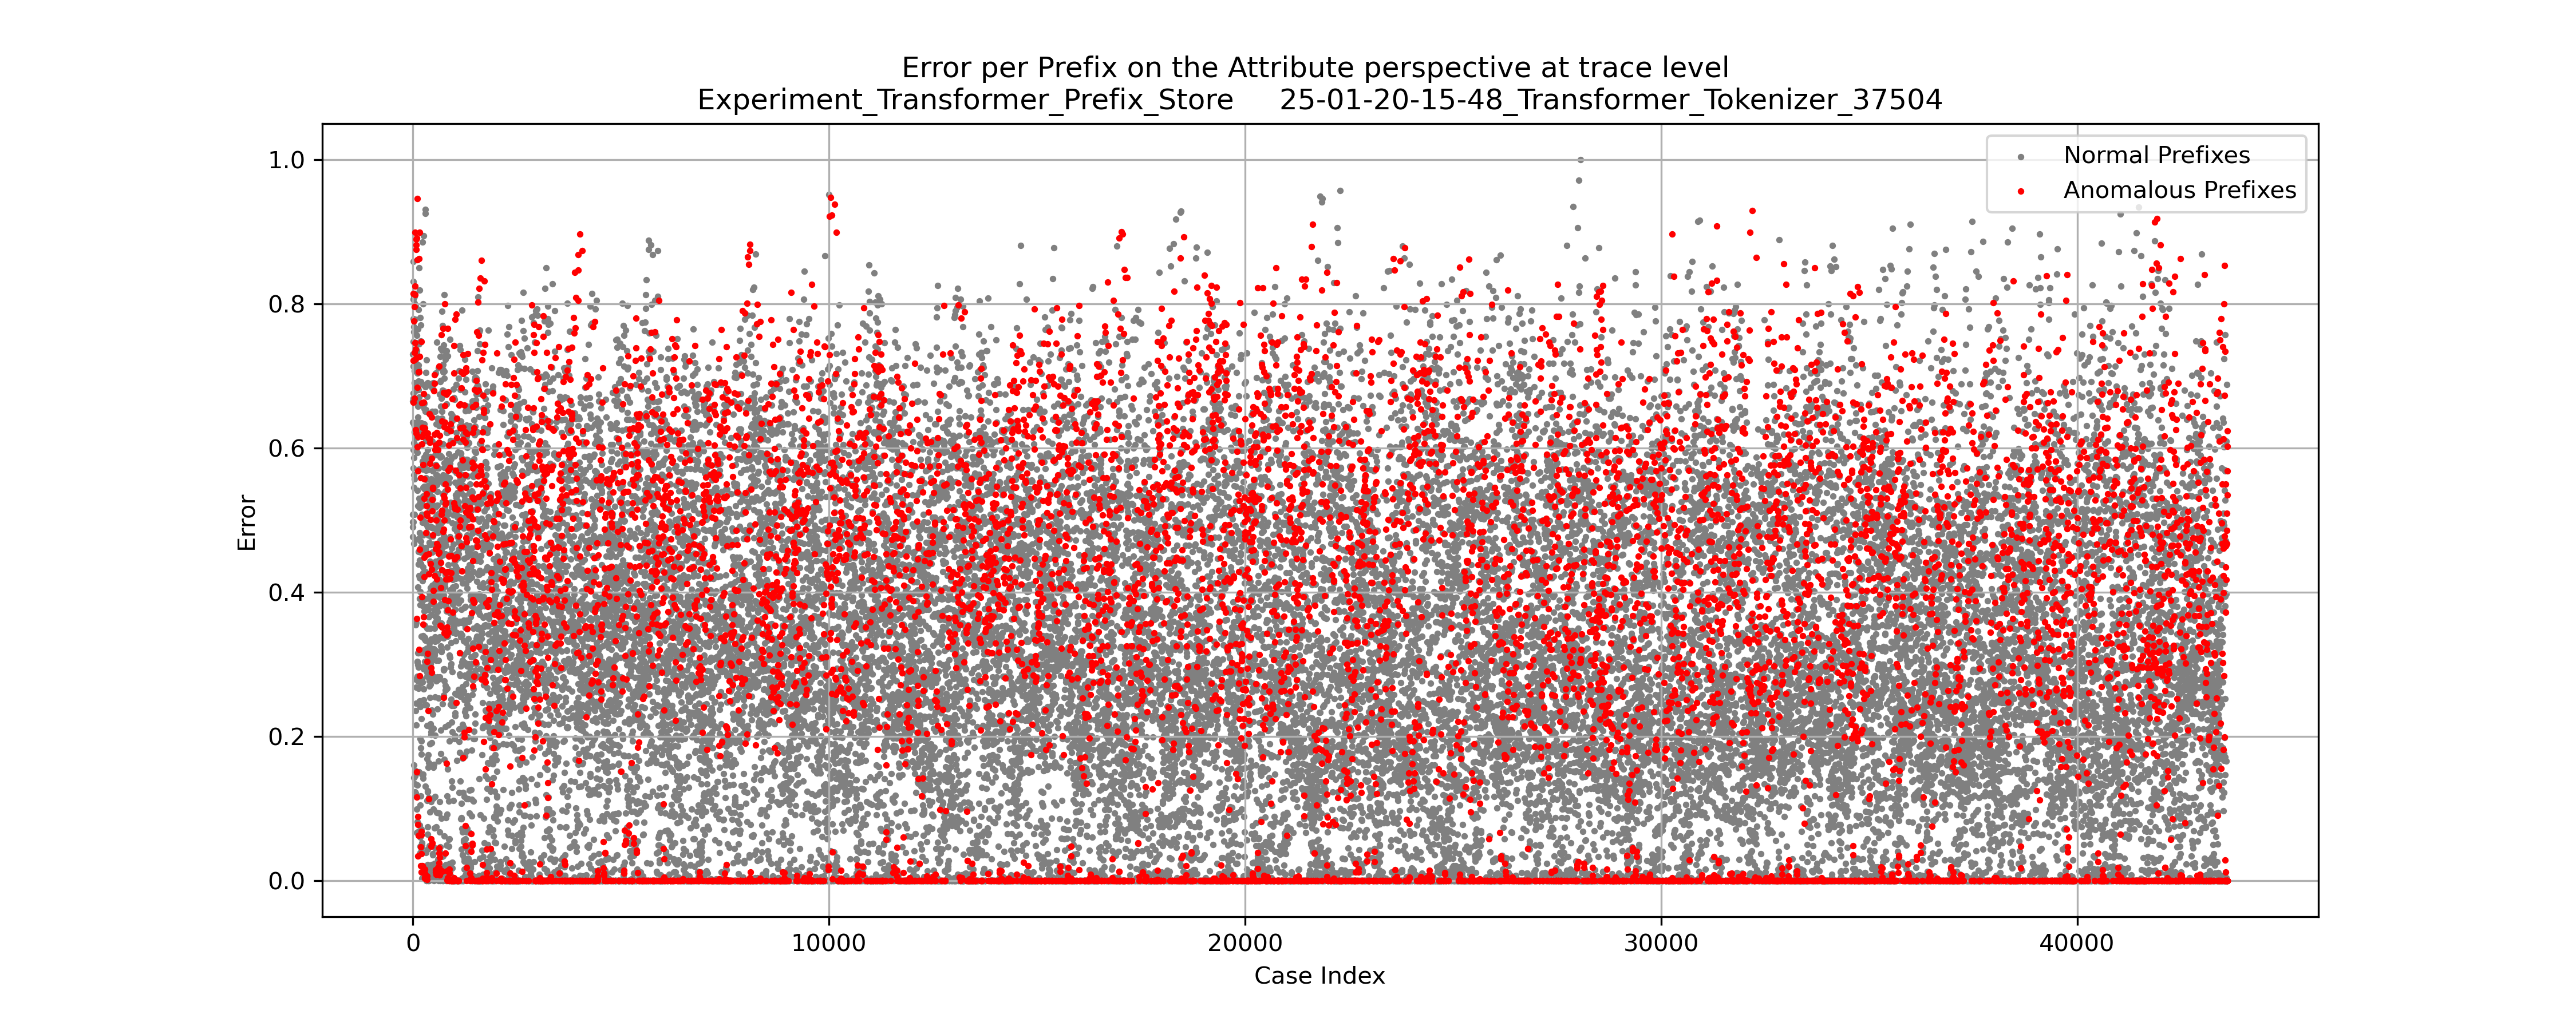 Error per Prefix on the Attribute perspective at trace level
Experiment_Transformer_Prefix_Store     25-01-20-15-48_Transformer_Tokenizer_37504
Normal Prefixes
Anomalous Prefixes
1.0
0.8
0.6
0.4
0.2
0.0
Error
0
10000
20000
30000
40000
Case Index